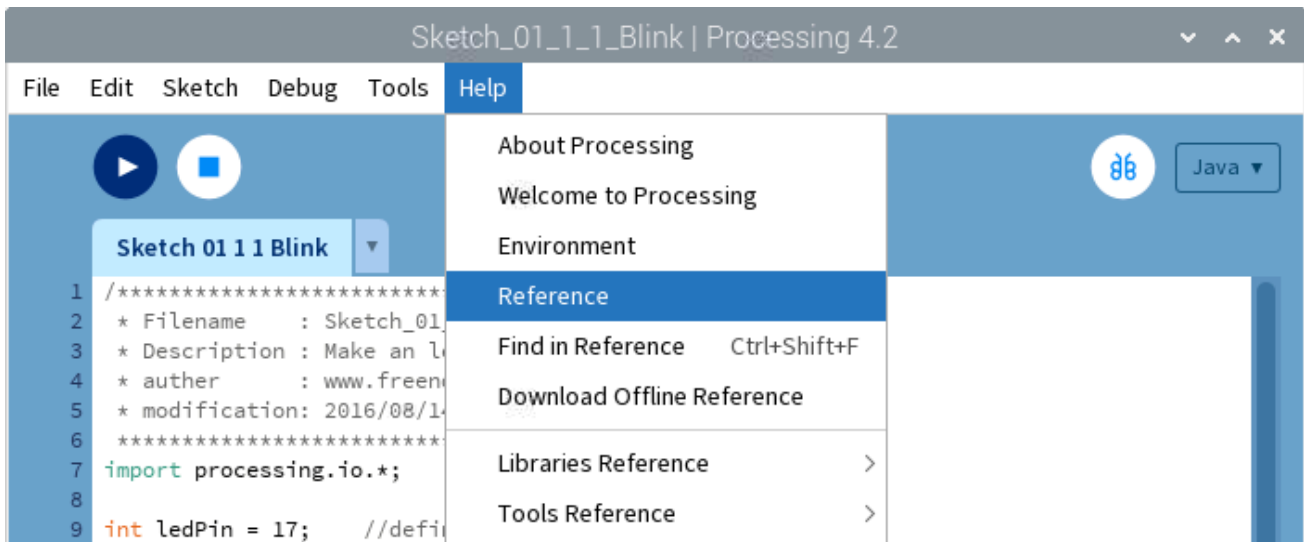 Sketch_01_1_1_Blink | Processing 4.2
File Edit Sketch Debug Tools Help
About Processing
Welcome to Processing
Environment
Reference
Find in Reference Ctrl+Shift+F
Download Offline Reference
Libraries Reference
Tools Reference
Java
Sketch 01 1 1 Blink
1 /**************************
2 * Filename : Sketch_01
3 * Description : Make an
4 * auther : www.freen
5 * modification: 2016/08/14
6 **************************
7 import processing.io.*;
8
9 int ledPin = 17; //defi